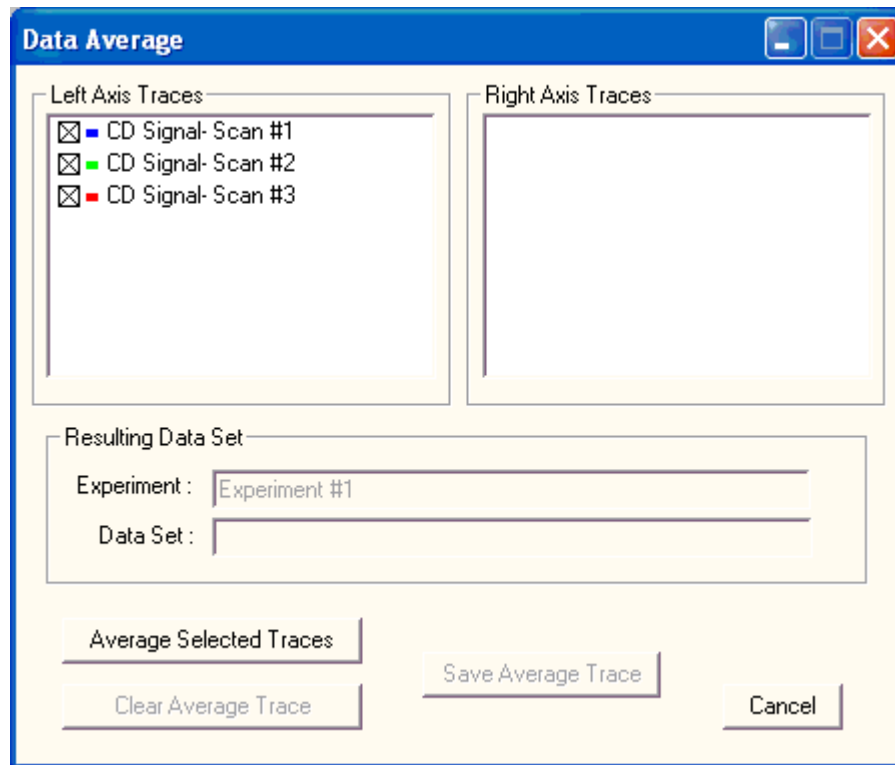 Data Average
Left Axis Traces
CD Signal- Scan #1
CD Signal- Scan #2
CD Signal- Scan #3
Right Axis Traces
Resulting Data Set
Experiment : Experiment #1
Data Set :
Average Selected Traces
Save Average Trace
Clear Average Trace
Cancel